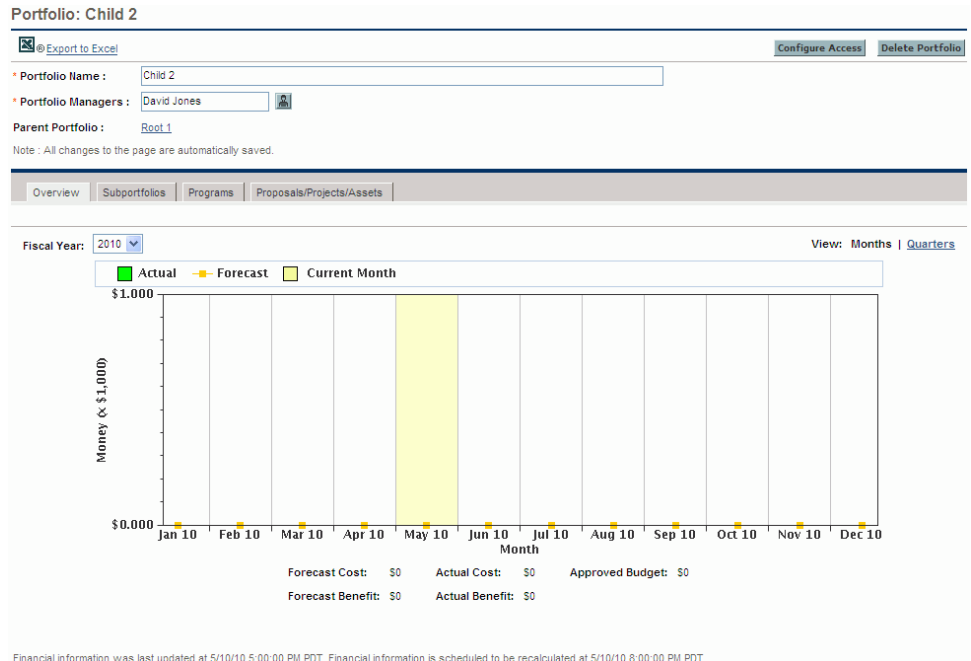 Portfolio: Child 2
® Export to Excel
Configure Access Delete Portfolio
* Portfolio Name : Child 2
* Portfolio Managers : David Jones
Parent Portfolio : Root 1
Note : All changes to the page are automatically saved.
Overview Subportfolios Programs Proposals/Projects/Assets
Fiscal Year: 2010 View: Months | Quarters
Actual Forecast Current Month
$1.000
Money (x $1,000)
$0.000
Jan 10 Feb 10 Mar 10 Apr 10 May 10 Jun 10 Jul 10 Aug 10 Sep 10 Oct 10 Nov 10 Dec 10
Month
Forecast Cost: $0 Actual Cost: $0 Approved Budget: $0
Forecast Benefit: $0 Actual Benefit: $0
Financial information was last updated at 5/10/10 5:00:00 PM PDT. Financial information is scheduled to be recalculated at 5/10/10 8:00:00 PM PDT.